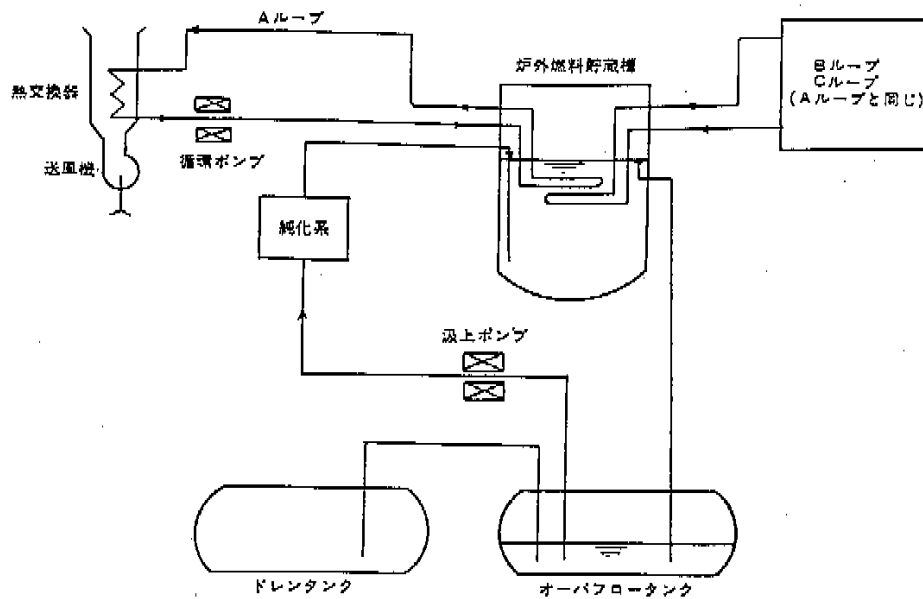 Aループ
炉外燃料貯蔵槽
Bループ
Cループ
(Aループと同じ)
熱交換器
循環ポンプ
送風機
純化系
汲上ポンプ
ドレンタンク
オーバフロータンク